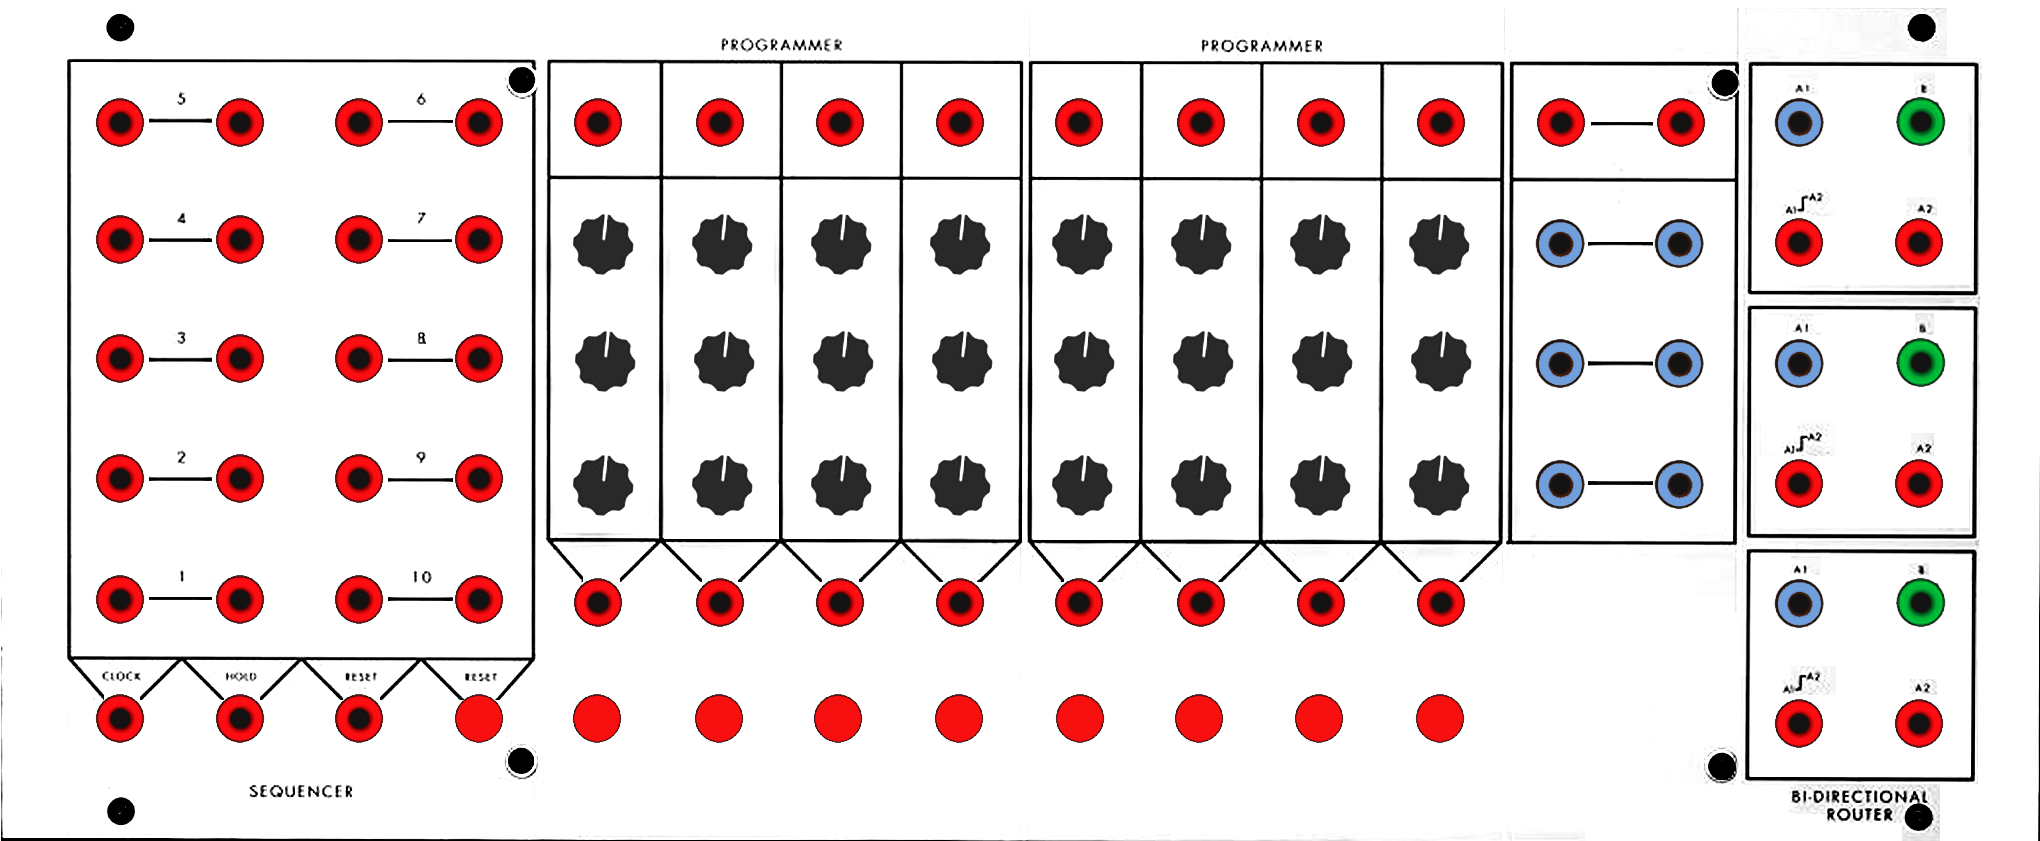 PROGRAMMER
PROGRAMMER
5
6
4
7
3
8
2
9
1
10
CLOCK
HOLD
RESET
RESET
SEQUENCER
A1
B
A1 A2
A2
A1
B
A1 A2
A2
A1
B
A1 A2
A2
BI-DIRECTIONAL
ROUTER